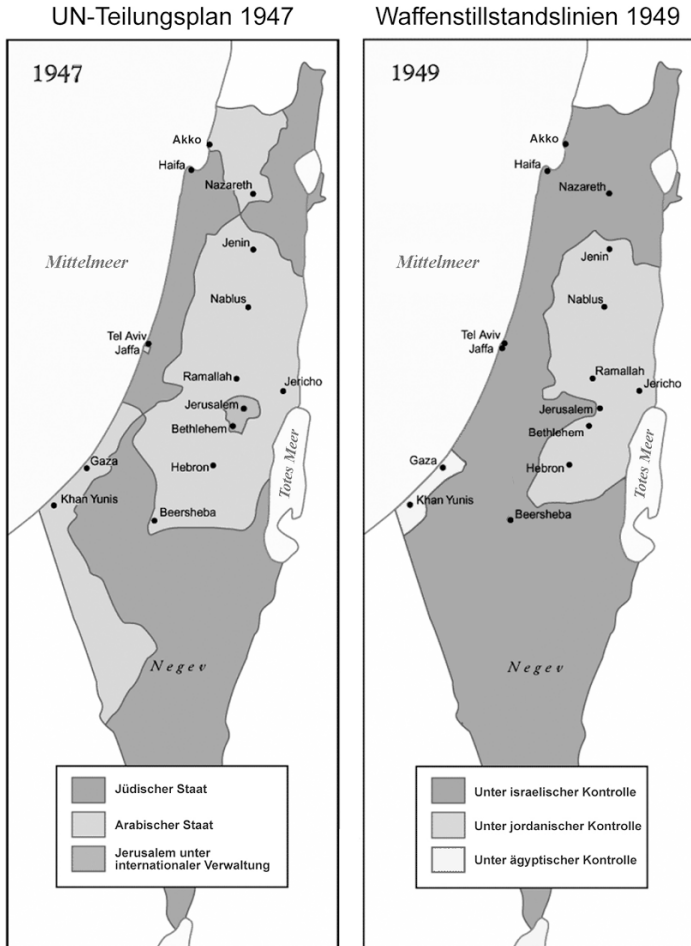 UN-Teilungsplan 1947
1947
Akko
Haifa
Nazareth
Mittelmeer
Jenin
Nablus
Tel Aviv
Jaffa
Ramallah
Jericho
Jerusalem
Bethlehem
Gaza
Hebron
Totes Meer
Khan Yunis
Beersheba
Negev
Jüdischer Staat
Arabischer Staat
Jerusalem unter
internationaler Verwaltung
Waffenstillstandslinien 1949
1949
Akko
Haifa
Nazareth
Mittelmeer
Jenin
Nablus
Tel Aviv
Jaffa
Ramallah
Jericho
Jerusalem
Bethlehem
Gaza
Hebron
Totes Meer
Khan Yunis
Beersheba
Negev
Unter israelischer Kontrolle
Unter jordanischer Kontrolle
Unter ägyptischer Kontrolle